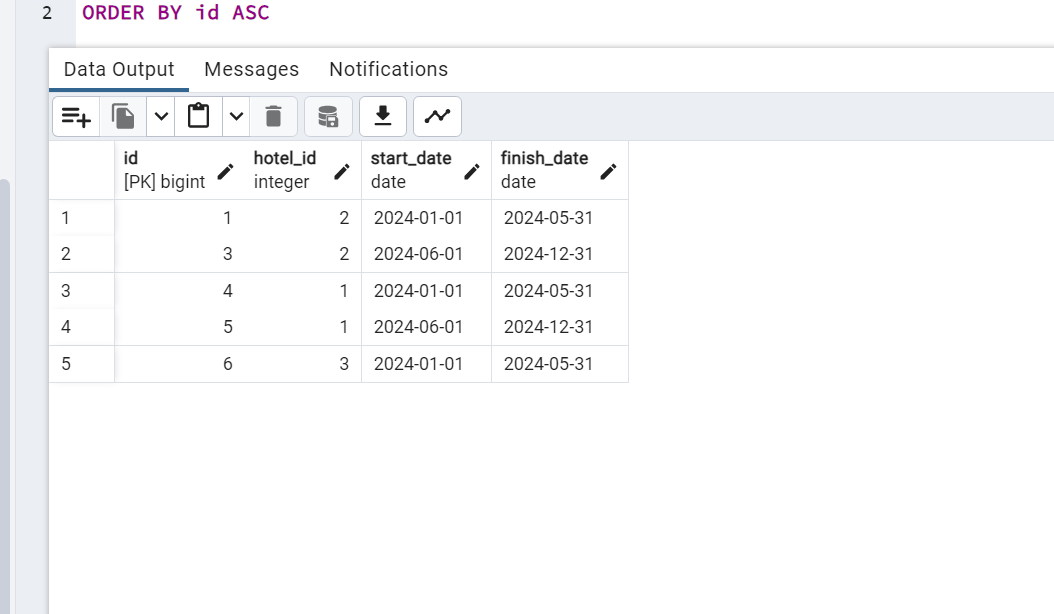 2 ORDER BY id ASC
Data Output Messages Notifications
id hotel_id start_date finish_date
[PK] bigint integer date date
1 1 2 2024-01-01 2024-05-31
2 3 2 2024-06-01 2024-12-31
3 4 1 2024-01-01 2024-05-31
4 5 1 2024-06-01 2024-12-31
5 6 3 2024-01-01 2024-05-31